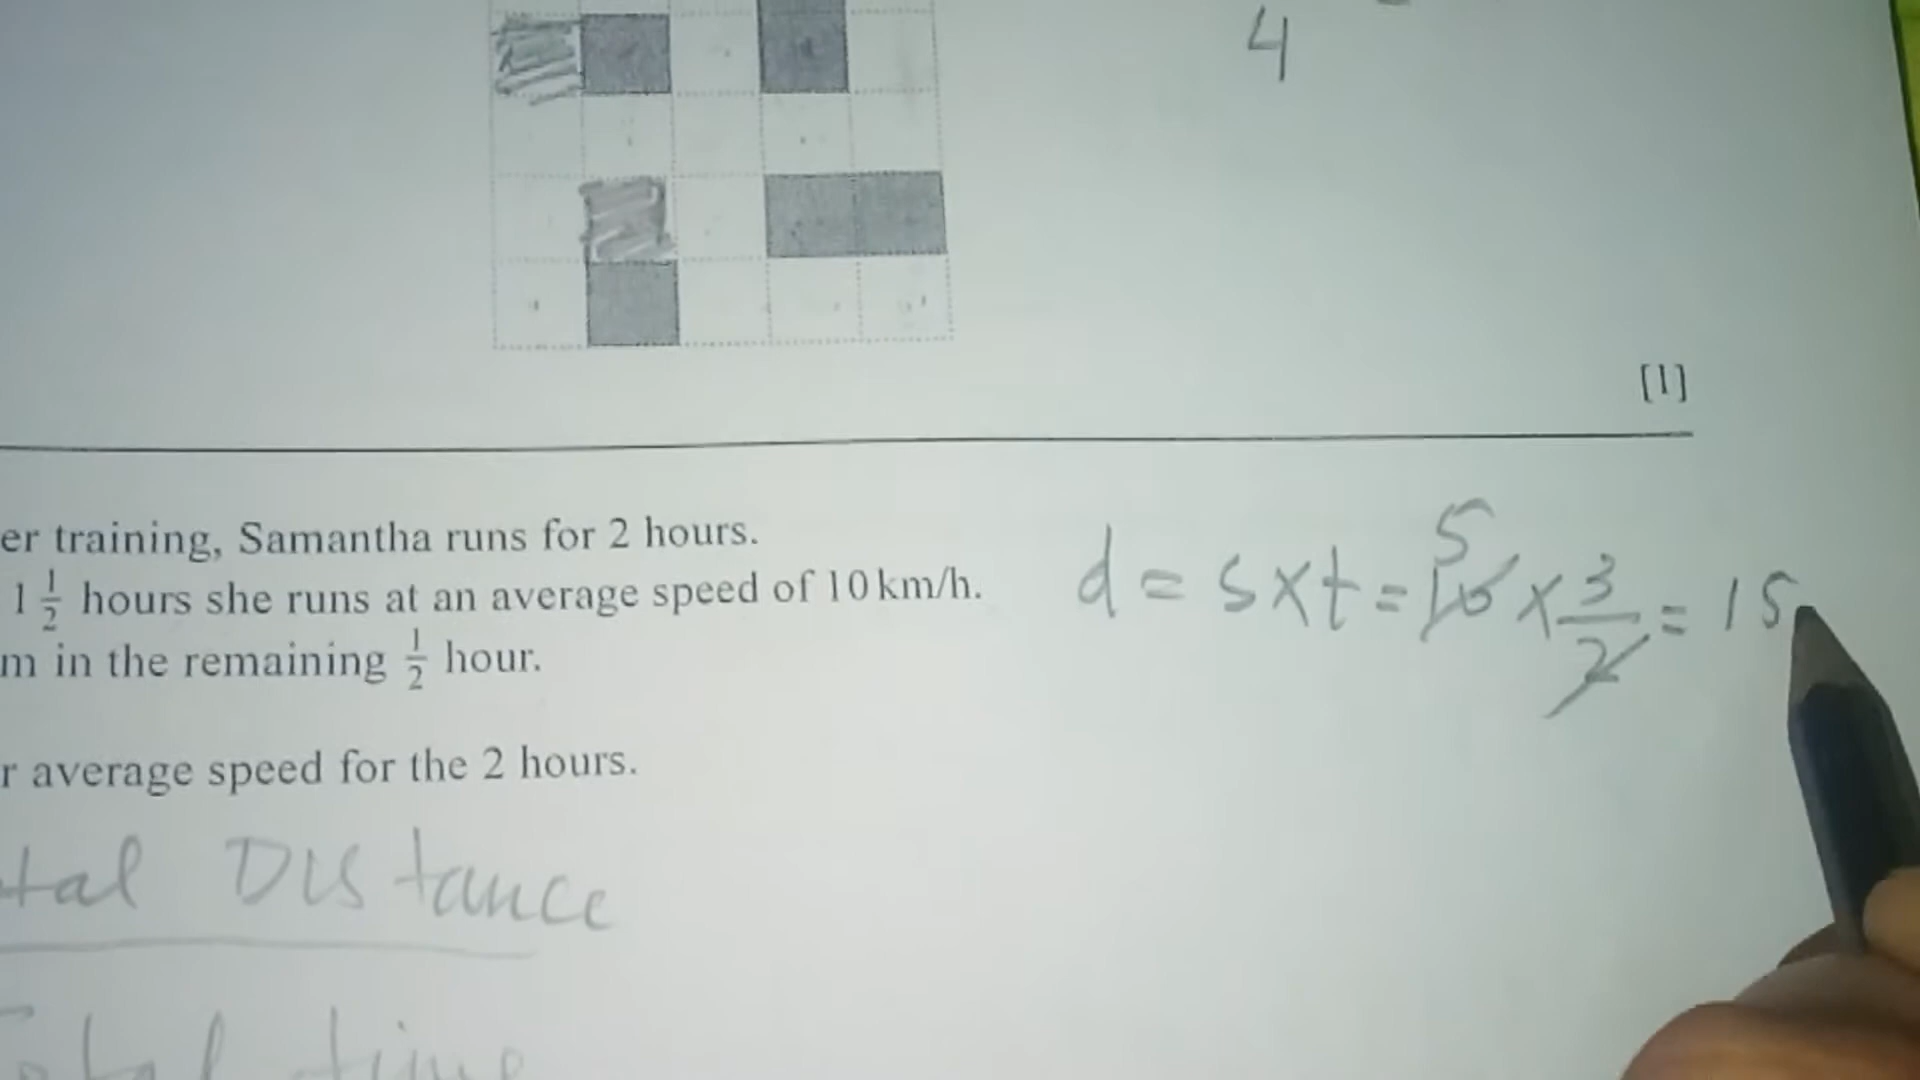 4
[1]
er training, Samantha runs for 2 hours.
1 1/2 hours she runs at an average speed of 10 km/h.
m in the remaining 1/2 hour.
d = s x t = 10 5 x 3/2 = 15
r average speed for the 2 hours.
tal Distance
otal time